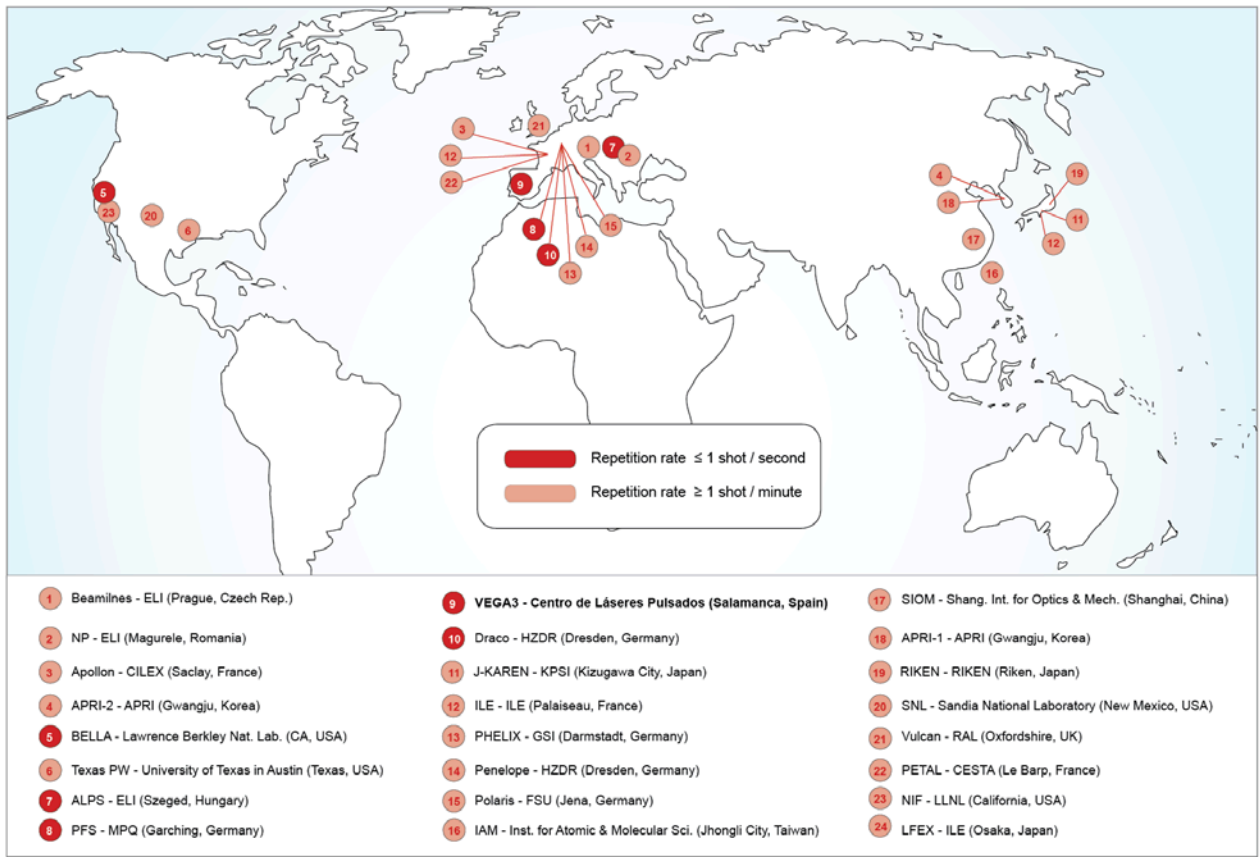 3
21
1
7
2
12
22
9
5
23
20
6
8
15
14
10
13
4
19
18
11
17
12
16
Repetition rate ≤ 1 shot / second
Repetition rate ≥ 1 shot / minute
1 Beamilnes - ELI (Prague, Czech Rep.)
2 NP - ELI (Magurele, Romania)
3 Apollon - CILEX (Saclay, France)
4 APRI-2 - APRI (Gwangju, Korea)
5 BELLA - Lawrence Berkley Nat. Lab. (CA, USA)
6 Texas PW - University of Texas in Austin (Texas, USA)
7 ALPS - ELI (Szeged, Hungary)
8 PFS - MPQ (Garching, Germany)
9 VEGA3 - Centro de Láseres Pulsados (Salamanca, Spain)
10 Draco - HZDR (Dresden, Germany)
11 J-KAREN - KPSI (Kizugawa City, Japan)
12 ILE - ILE (Palaiseau, France)
13 PHELIX - GSI (Darmstadt, Germany)
14 Penelope - HZDR (Dresden, Germany)
15 Polaris - FSU (Jena, Germany)
16 IAM - Inst. for Atomic & Molecular Sci. (Jhongli City, Taiwan)
17 SIOM - Shang. Int. for Optics & Mech. (Shanghai, China)
18 APRI-1 - APRI (Gwangju, Korea)
19 RIKEN - RIKEN (Riken, Japan)
20 SNL - Sandia National Laboratory (New Mexico, USA)
21 Vulcan - RAL (Oxfordshire, UK)
22 PETAL - CESTA (Le Barp, France)
23 NIF - LLNL (California, USA)
24 LFEX - ILE (Osaka, Japan)